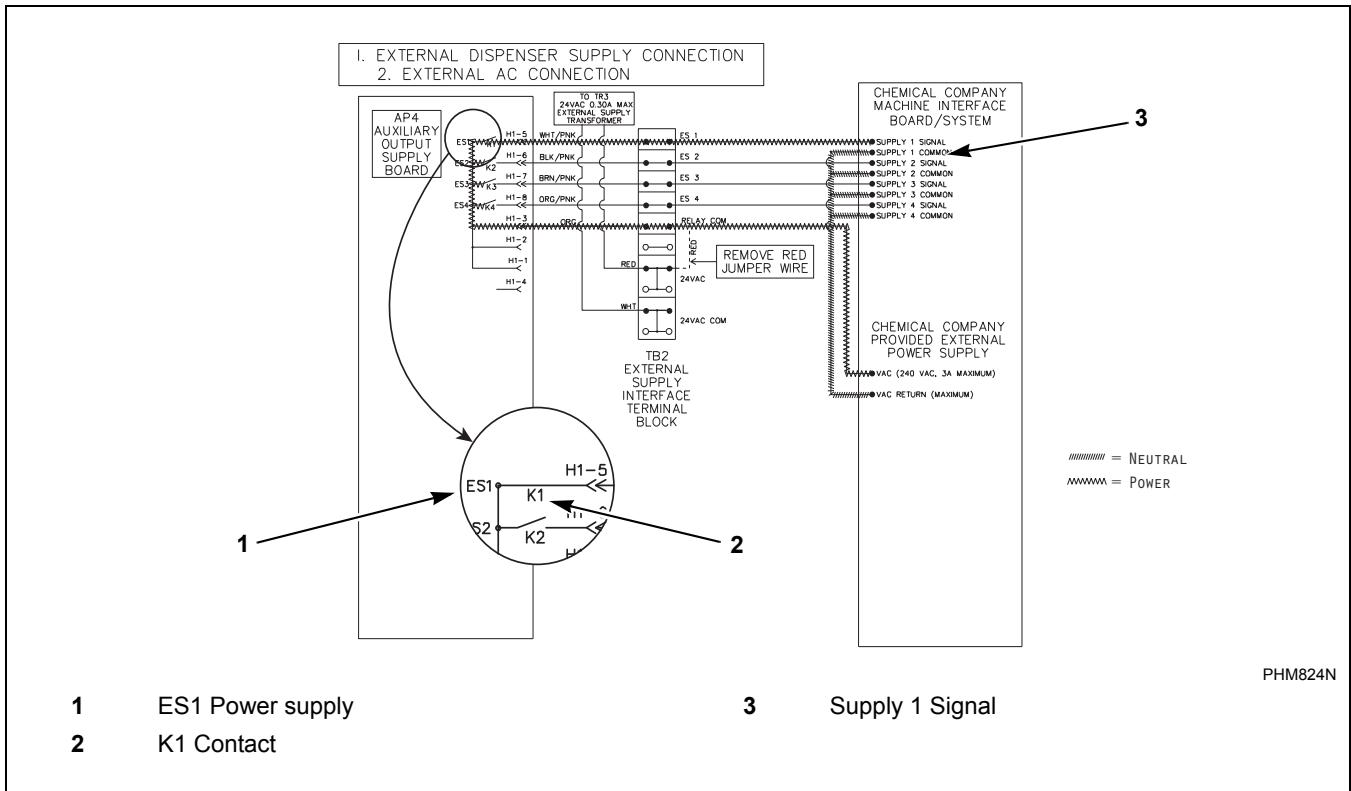 1. EXTERNAL DISPENSER SUPPLY CONNECTION
2. EXTERNAL AC CONNECTION
AP4
AUXILIARY
OUTPUT
SUPPLY
BOARD
TO TR3
24VAC 0.30A MAX
EXTERNAL SUPPLY
TRANSFORMER
CHEMICAL COMPANY
MACHINE INTERFACE
BOARD/SYSTEM
3
ES1 K1 H1-5 WHT/PNK ES 1 SUPPLY 1 SIGNAL
SUPPLY 1 COMMON
ES2 K2 H1-6 BLK/PNK ES 2 SUPPLY 2 SIGNAL
SUPPLY 2 COMMON
ES3 K3 H1-7 BRN/PNK ES 3 SUPPLY 3 SIGNAL
SUPPLY 3 COMMON
ES4 K4 H1-8 ORG/PNK ES 4 SUPPLY 4 SIGNAL
SUPPLY 4 COMMON
H1-3 ORG RELAY COM
H1-2
H1-1
H1-4
RED
RED
24VAC
REMOVE RED
JUMPER WIRE
WHT
24VAC COM
TB2
EXTERNAL
SUPPLY
INTERFACE
TERMINAL
BLOCK
CHEMICAL COMPANY
PROVIDED EXTERNAL
POWER SUPPLY
VAC (240 VAC, 3A MAXIMUM)
VAC RETURN (MAXIMUM)
= NEUTRAL
= POWER
H1-5
ES1
K1
S2
K2
1
2
PHM824N
1 ES1 Power supply
2 K1 Contact
3 Supply 1 Signal